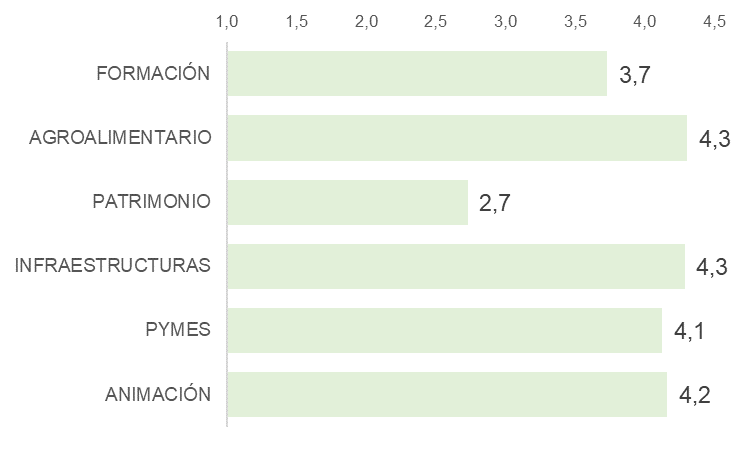 1,0 1,5 2,0 2,5 3,0 3,5 4,0 4,5
FORMACIÓN 3,7
AGROALIMENTARIO 4,3
PATRIMONIO 2,7
INFRAESTRUCTURAS 4,3
PYMES 4,1
ANIMACIÓN 4,2